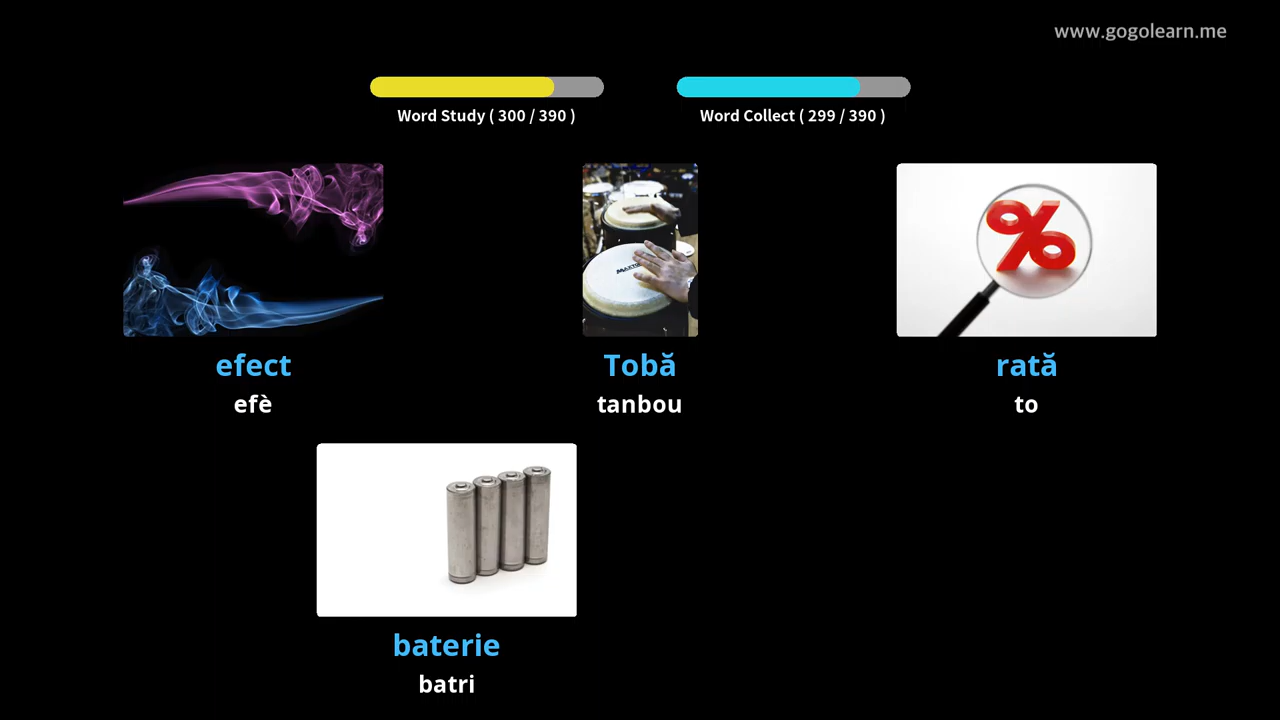 www.gogolearn.me
Word Study ( 300 / 390 )
Word Collect ( 299 / 390 )
efect
Tobă
rată
efè
tanbou
to
baterie
batri